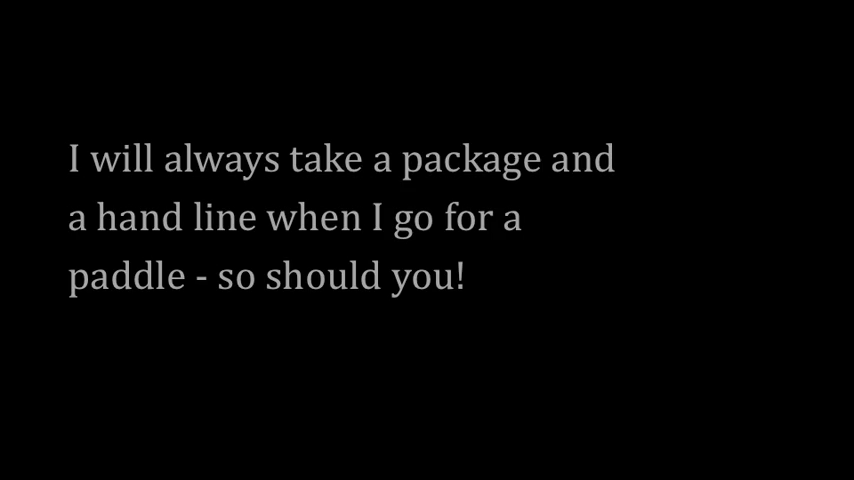 I will always take a package and
a hand line when I go for a
paddle - so should you!